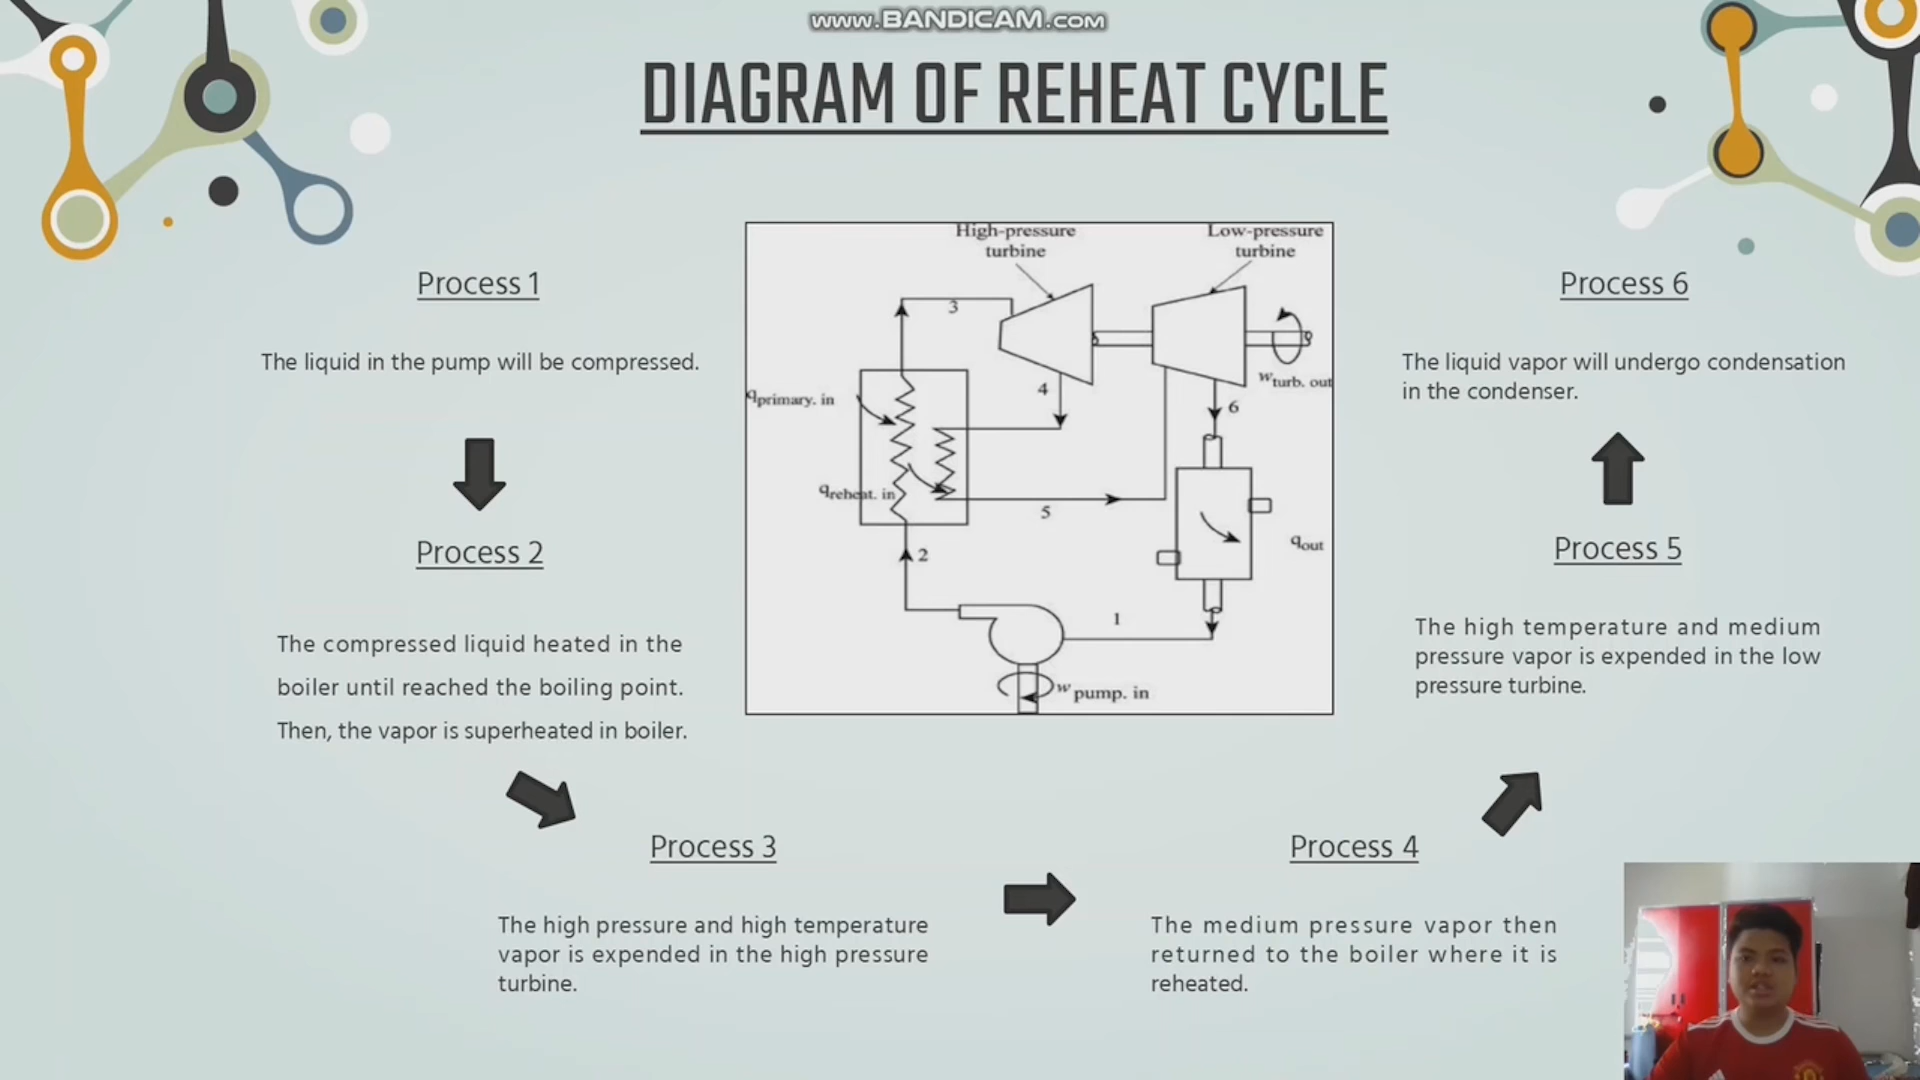 www.BANDICAM.com
DIAGRAM OF REHEAT CYCLE
Process 1
The liquid in the pump will be compressed.
Process 2
The compressed liquid heated in the
boiler until reached the boiling point.
Then, the vapor is superheated in boiler.
Process 3
The high pressure and high temperature
vapor is expended in the high pressure
turbine.
Process 4
The medium pressure vapor then
returned to the boiler where it is
reheated.
Process 5
The high temperature and medium
pressure vapor is expended in the low
pressure turbine.
Process 6
The liquid vapor will undergo condensation
in the condenser.
High-pressure
turbine
Low-pressure
turbine
3
4
wturb. out
6
qprimary. in
qreheat. in
5
qout
2
1
w pump. in